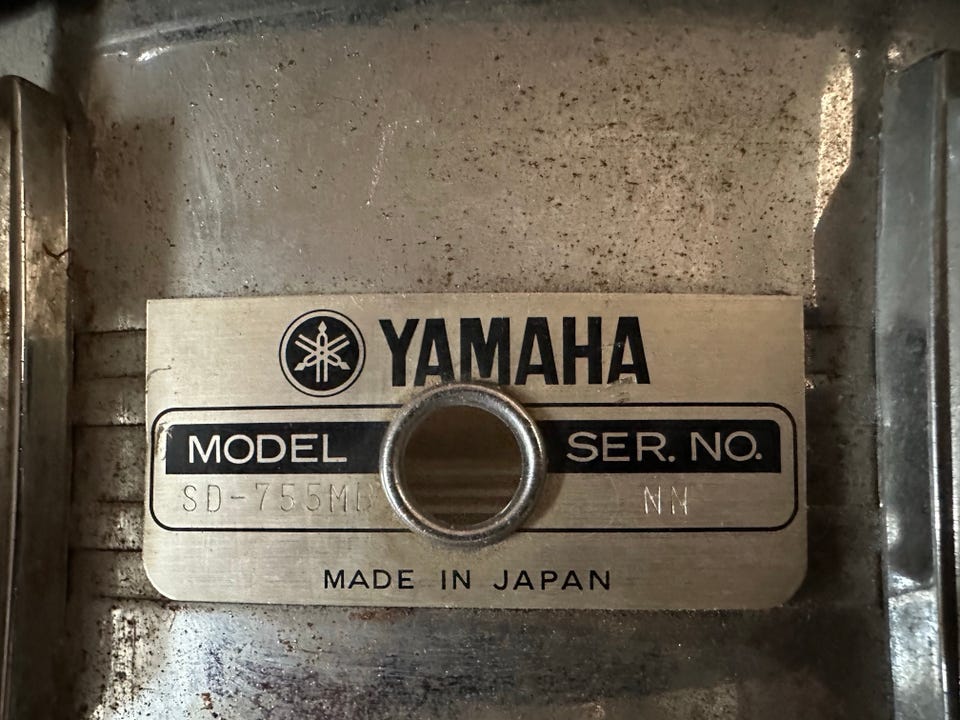 YAMAHA
MODEL SER. NO.
SD-755MD NN
MADE IN JAPAN